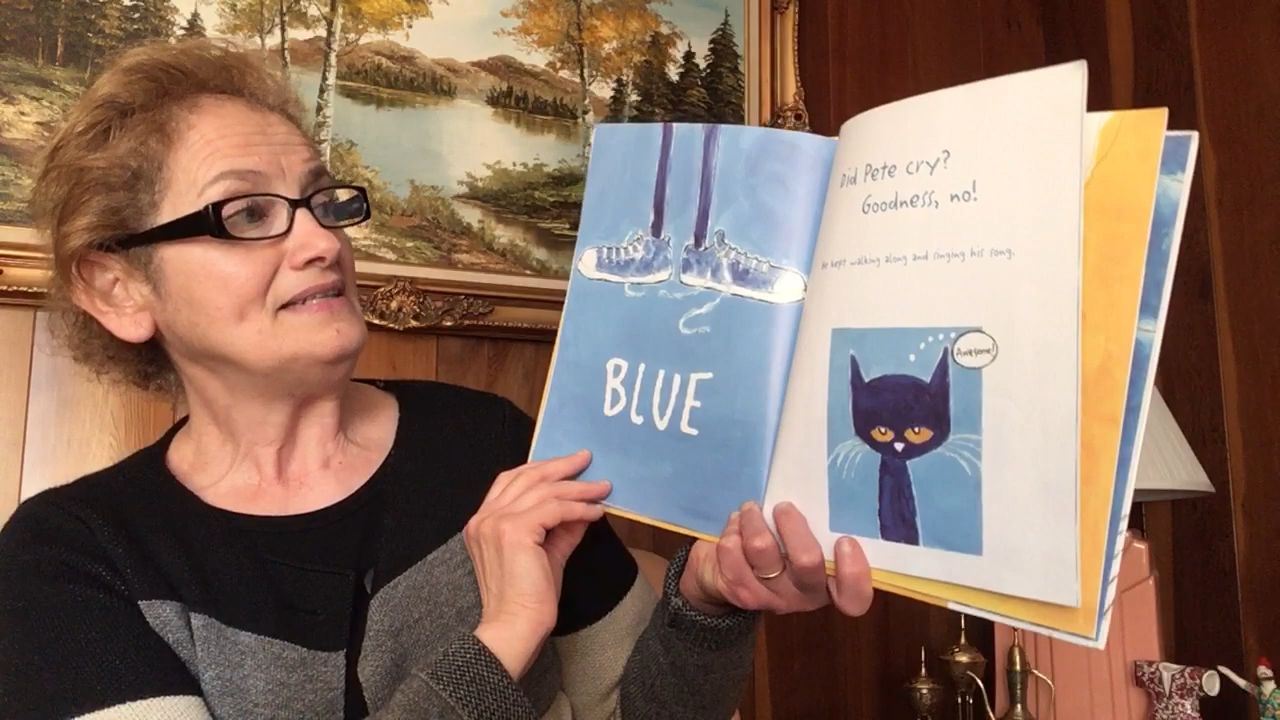 BLUE
Did Pete cry?
Goodness, no!
He kept walking along and singing his song.
Awesome!